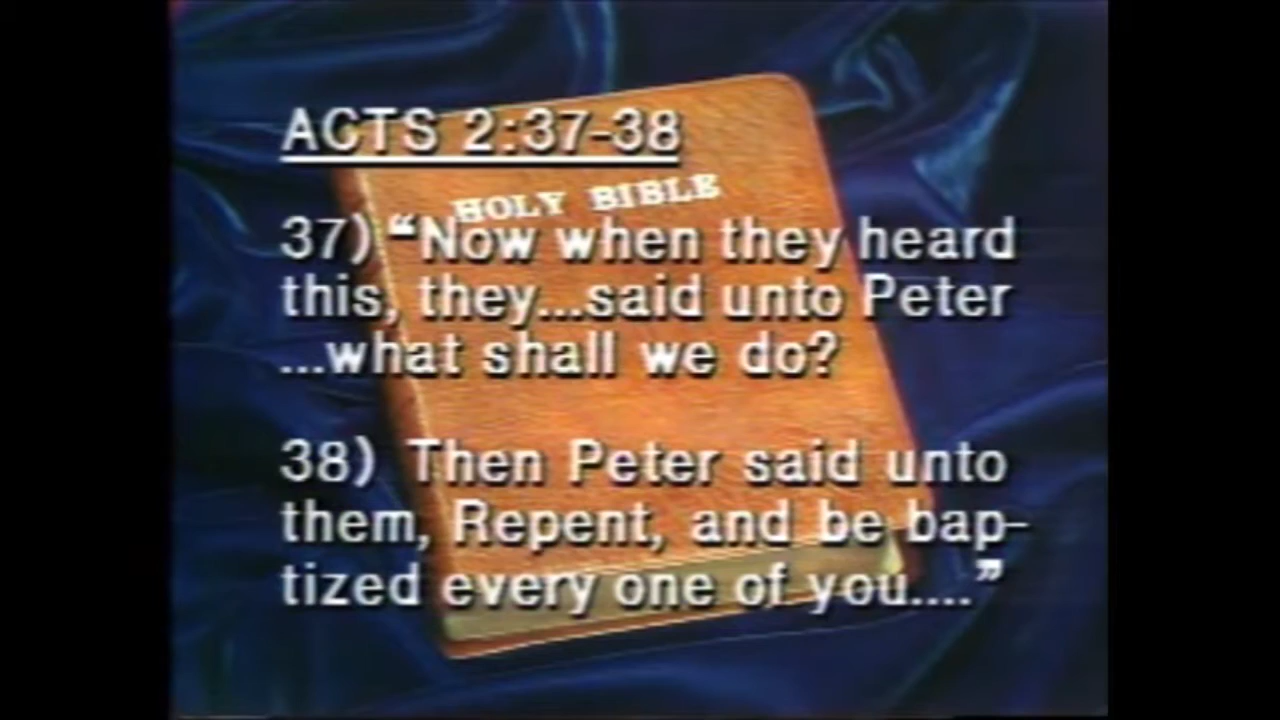 ACTS 2:37-38
HOLY BIBLE
37) “Now when they heard
this, they...said unto Peter
...what shall we do?
38) Then Peter said unto
them, Repent, and be bap-
tized every one of you....”